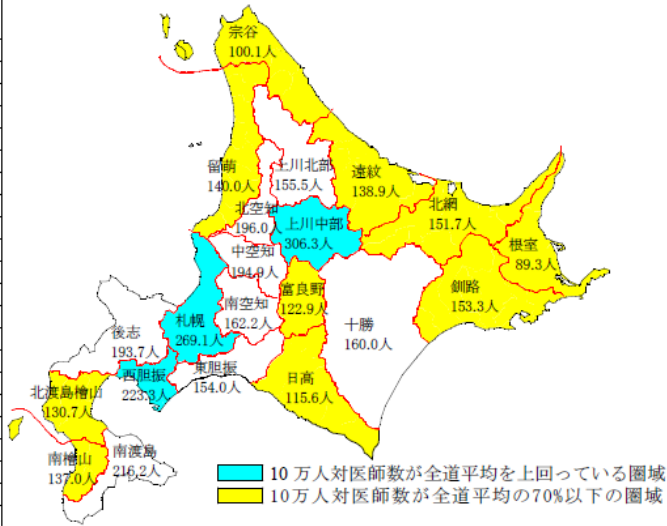 宗谷
100.1人
留萌
140.0人
上川北部
155.5人
遠紋
138.9人
北網
151.7人
北空知
196.0人
上川中部
306.3人
根室
89.3人
中空知
194.9人
釧路
153.3人
富良野
122.9人
南空知
162.2人
札幌
269.1人
十勝
160.0人
後志
193.7人
東胆振
154.0人
西胆振
223.3人
日高
115.6人
北渡島檜山
130.7人
南渡島
216.2人
南檜山
137.0人
10万人対医師数が全道平均を上回っている圏域
10万人対医師数が全道平均の70%以下の圏域